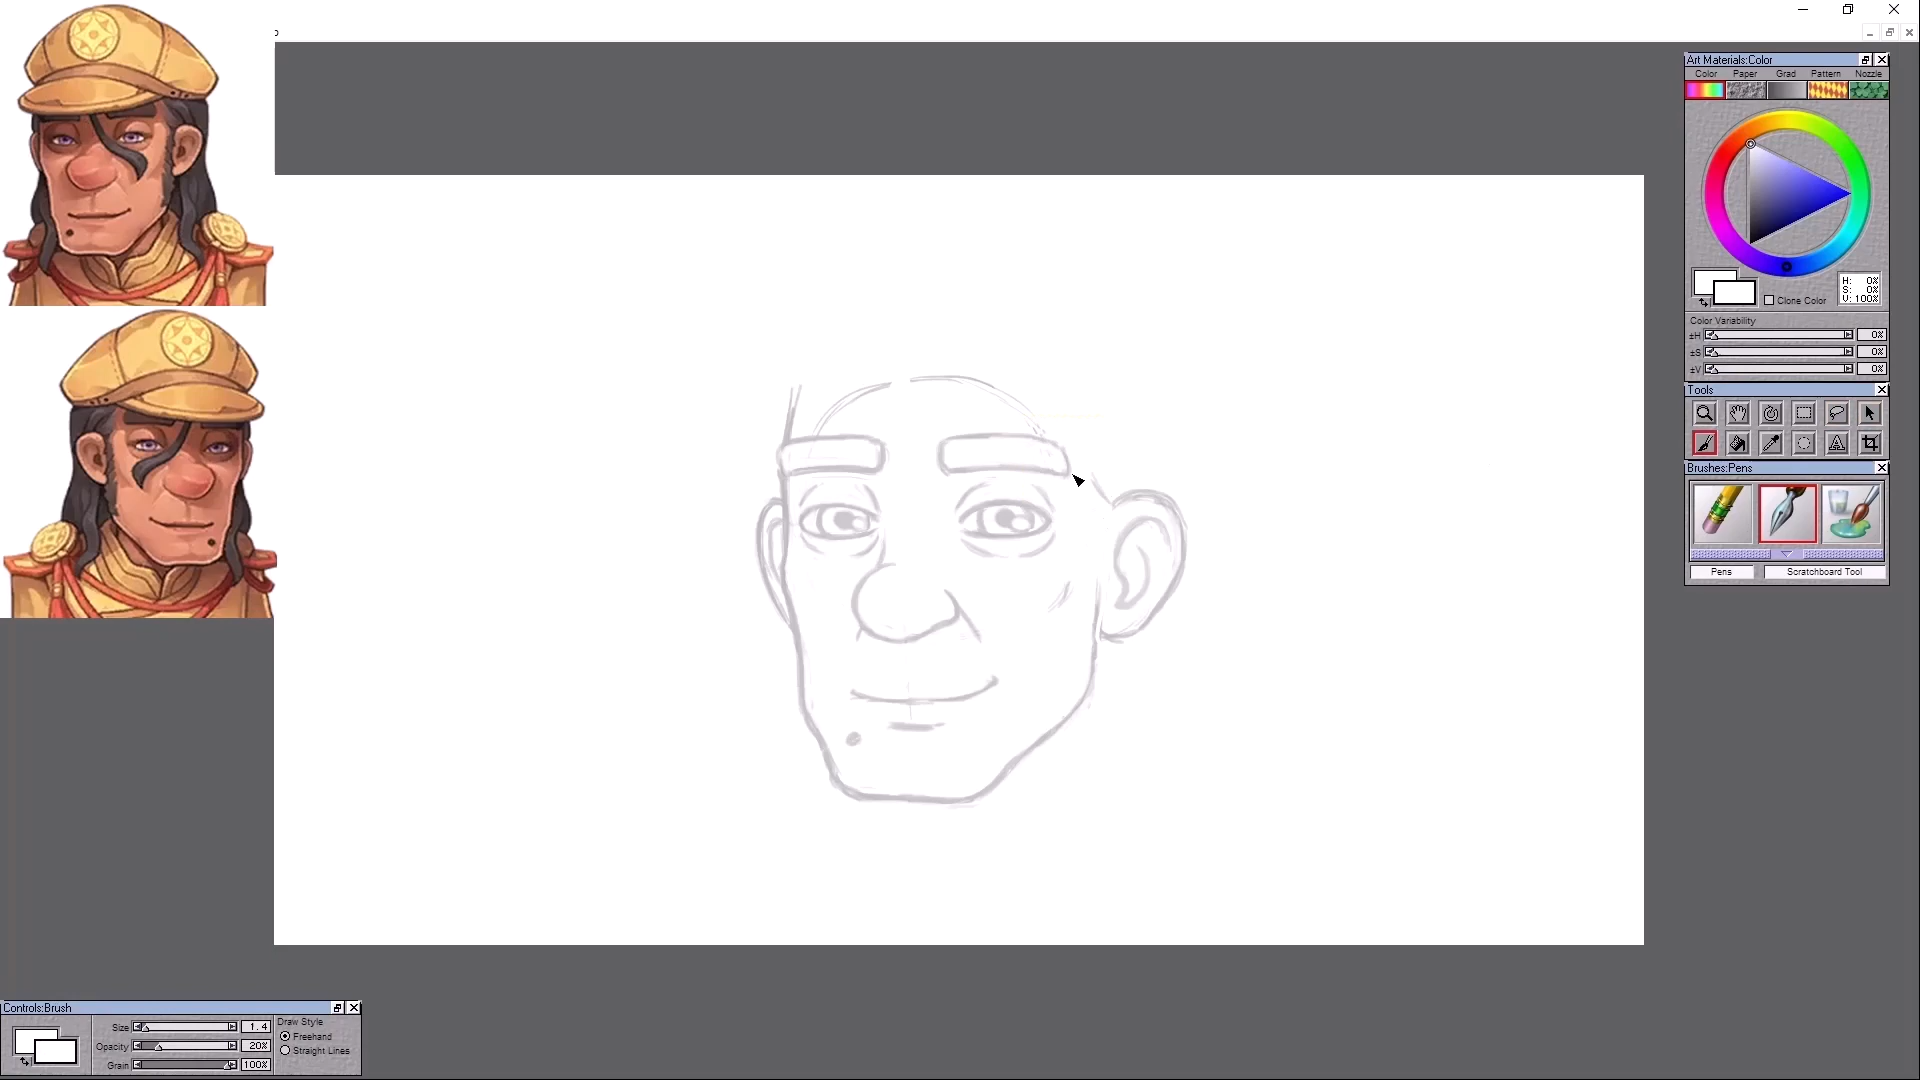 Art Materials:Color
Color Paper Grad Pattern Nozzle
H: 0%
S: 0%
V: 100%
Clone Color
Color Variability
±H 0%
±S 0%
±V 0%
Tools
Brushes:Pens
Pens Scratchboard Tool
Controls:Brush
Size 1.4
Opacity 20%
Grain 100%
Draw Style
Freehand
Straight Lines